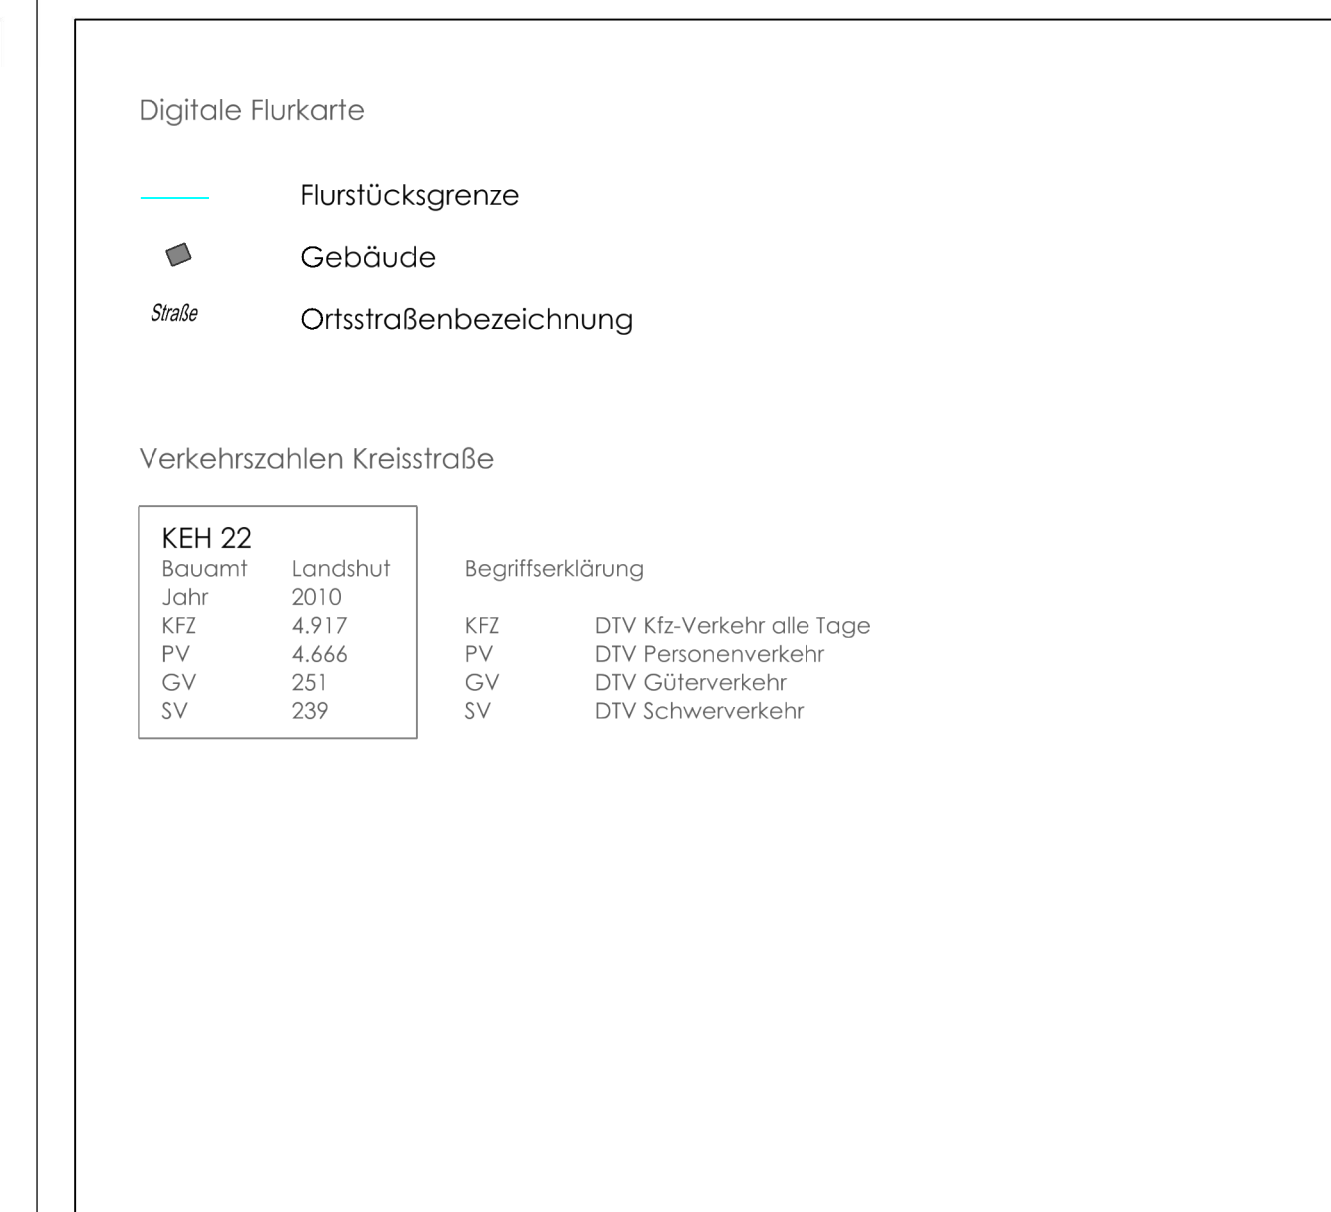 Digitale Flurkarte
Flurstücksgrenze
Gebäude
Straße Ortsstraßenbezeichnung
Verkehrszahlen Kreisstraße
KEH 22
Bauamt Landshut Begriffserklärung
Jahr 2010
KFZ 4.917 KFZ DTV Kfz-Verkehr alle Tage
PV 4.666 PV DTV Personenverkehr
GV 251 GV DTV Güterverkehr
SV 239 SV DTV Schwerverkehr